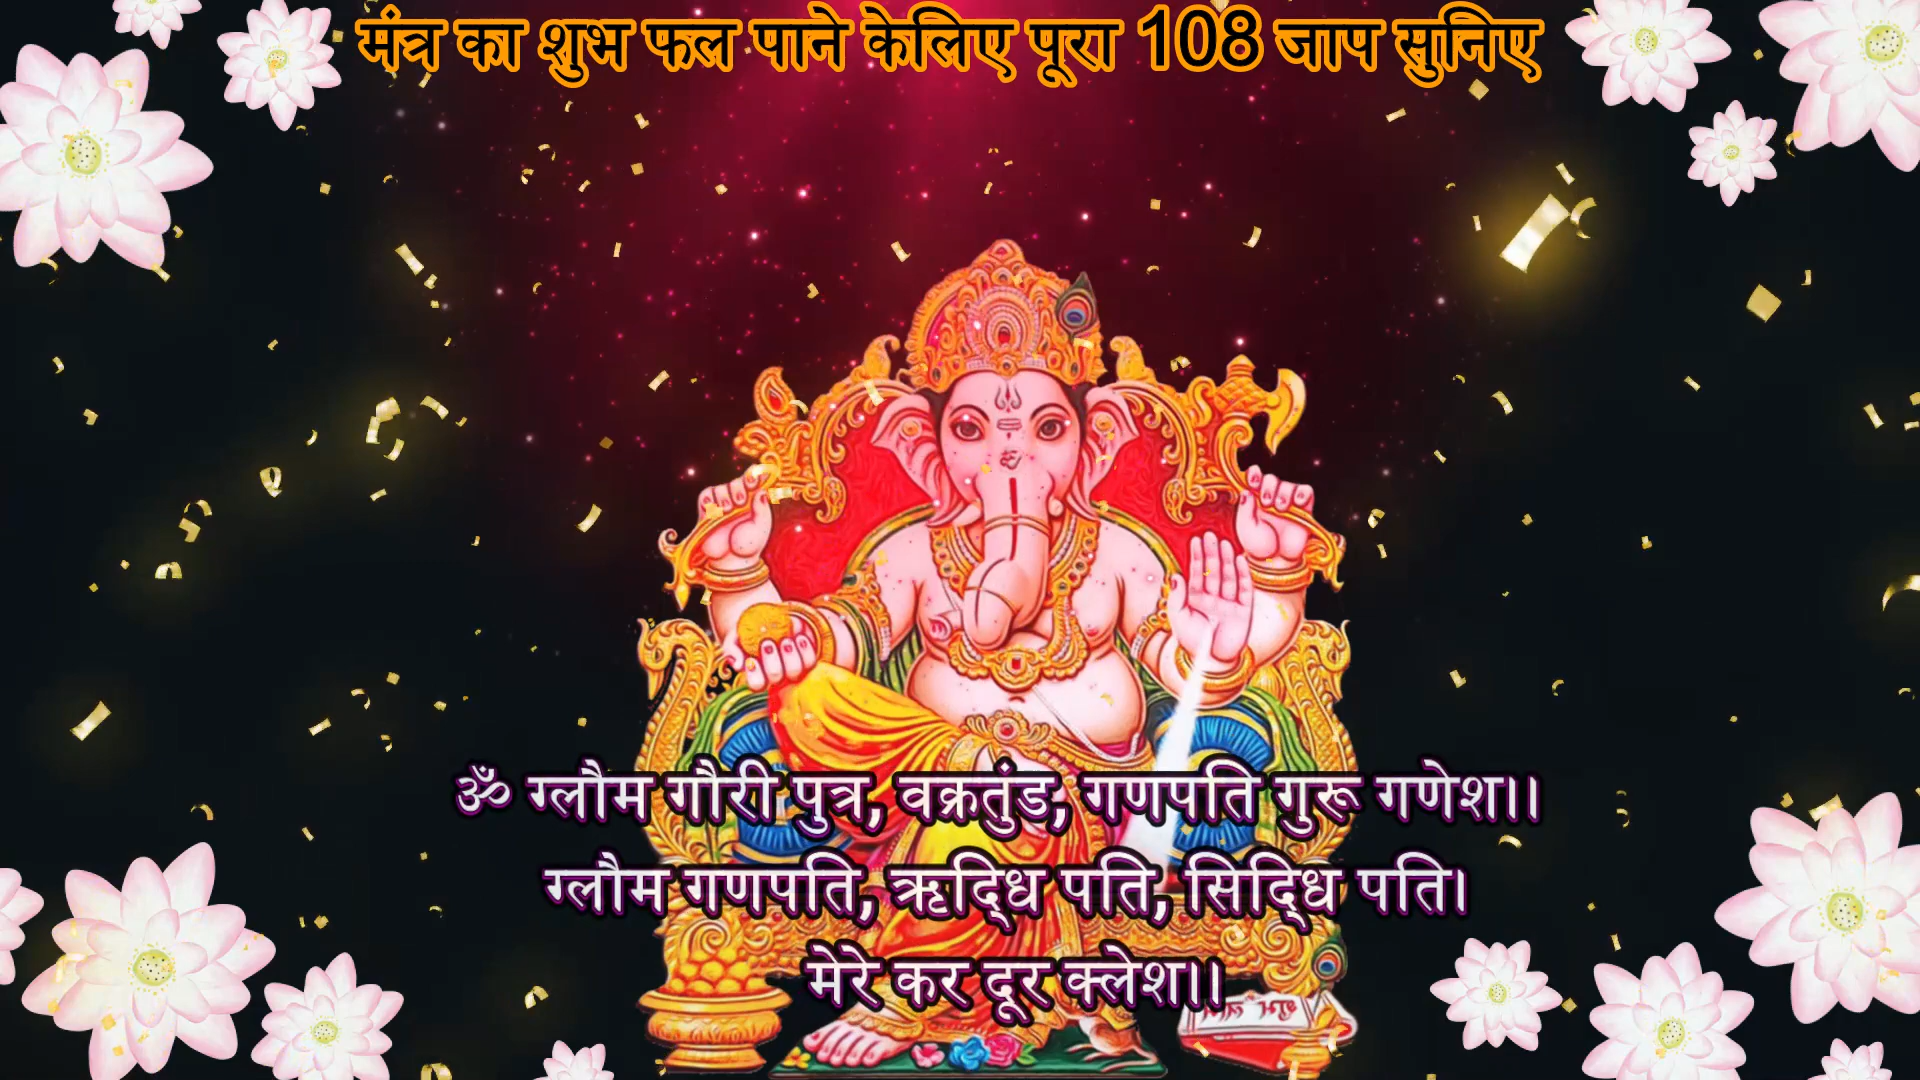 मंत्र का शुभ फल पाने केलिए पूरा 108 जाप सुनिए
ॐ ग्लौम गौरी पुत्र, वक्रतुंड, गणपति गुरू गणेश।।
ग्लौम गणपति, ऋद्धि पति, सिद्धि पति।
मेरे कर दूर क्लेश।।